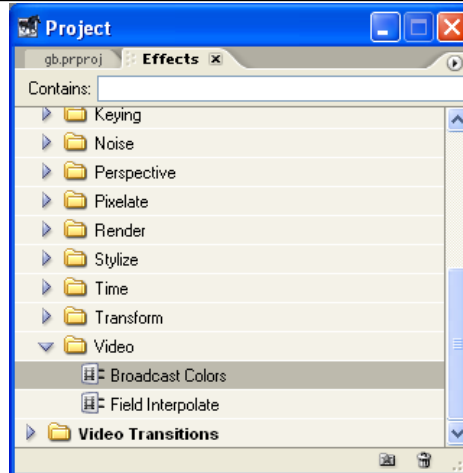 Project
gb.prproj Effects
Contains:
Keying
Noise
Perspective
Pixelate
Render
Stylize
Time
Transform
Video
Broadcast Colors
Field Interpolate
Video Transitions